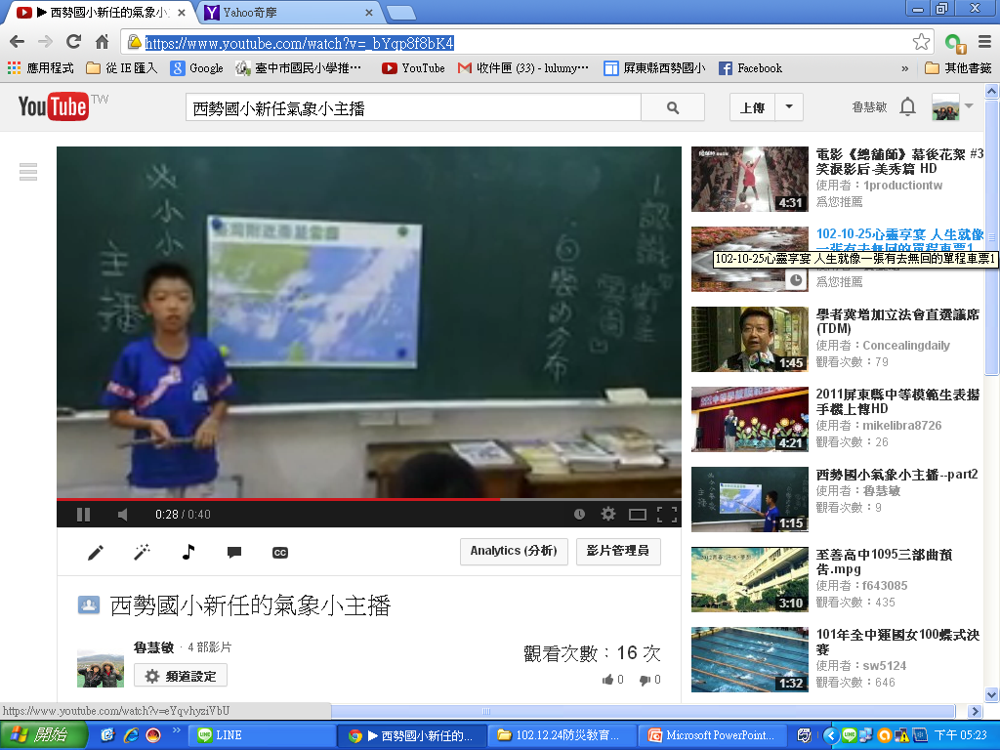 ▶ 西勢國小新任的氣象小
Yahoo奇摩
https://www.youtube.com/watch?v=_bYqp8f8bK4
應用程式
從 IE 匯入
Google
臺中市國民小學推…
YouTube
收件匣 (33) - lulumy…
屏東縣西勢國小
Facebook
»
其他書籤
YouTube TW
西勢國小新任氣象小主播
上傳
魯慧敏
必小小
主播
臺灣附近衛星雲圖
1.認識
衛星
雲圖
白雲的分布
0:28 / 0:40
CC
Analytics (分析)
影片管理員
西勢國小新任的氣象小主播
魯慧敏 · 4 部影片
頻道設定
觀看次數：16 次
0
0
電影《總舖師》幕後花絮 #3
笑淚影后-美秀篇 HD
使用者：1productiontw
為您推薦
4:31
102-10-25心靈享宴 人生就像
一張有去無回的單程車票1
102-10-25心靈享宴 人生就像一張有去無回的單程車票1
為您推薦
學者冀增加立法會直選議席
(TDM)
使用者：Concealingdaily
觀看次數：79
1:45
2011屏東縣中等模範生表揚
手機上傳HD
使用者：mikelibra8726
觀看次數：26
4:21
西勢國小氣象小主播--part2
使用者：魯慧敏
觀看次數：9
1:15
至善高中1095三部曲預
告.mpg
使用者：f643085
觀看次數：435
3:10
101年全中運國女100蝶式決
賽
使用者：sw5124
觀看次數：646
1:32
https://www.youtube.com/watch?v=eYqvhyziVbU
開始
»
LINE
▶ 西勢國小新任的...
102.12.24防災教育...
Microsoft PowerPoint...
下午 05:23